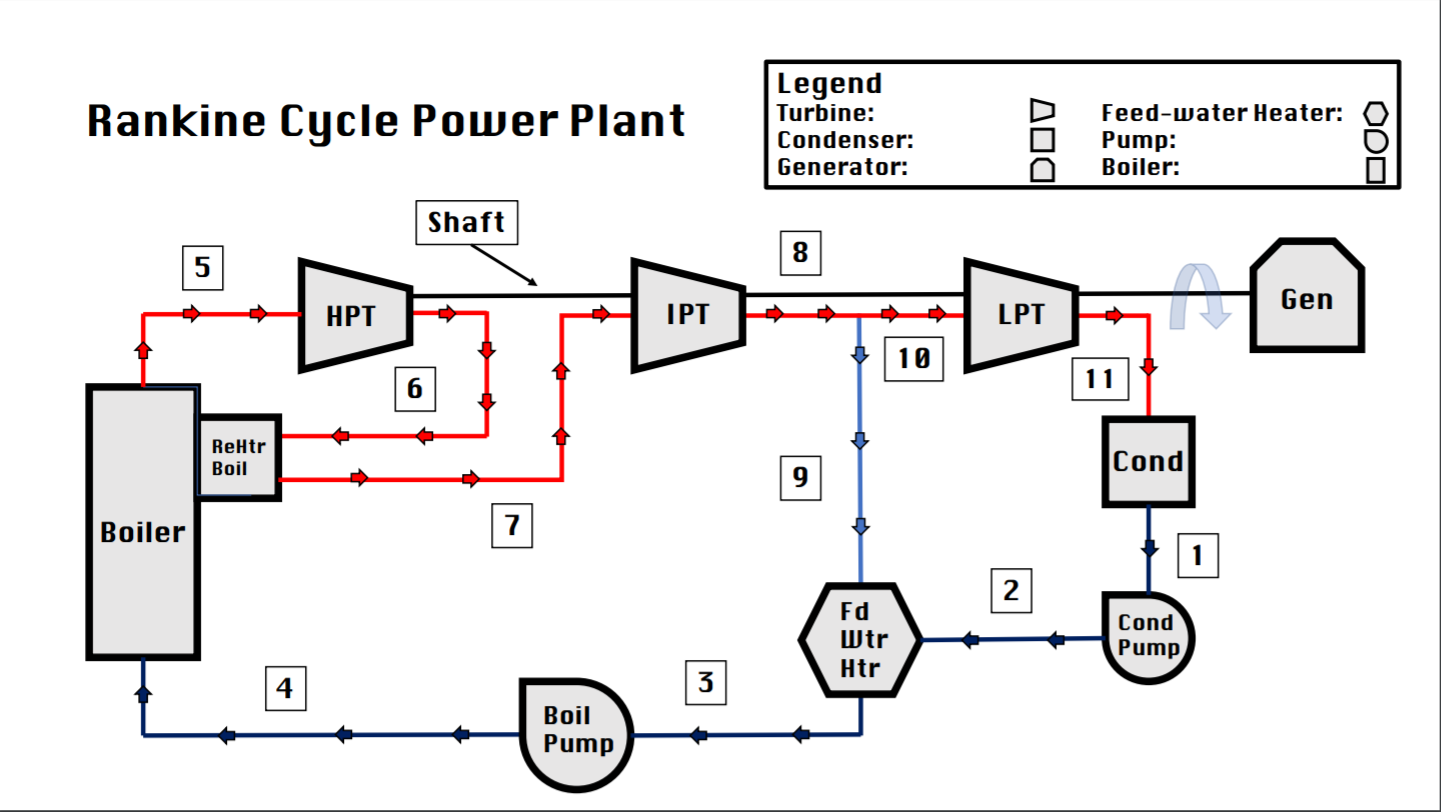 Rankine Cycle Power Plant
Legend
Turbine:
Condenser:
Generator:
Feed-water Heater:
Pump:
Boiler:
Shaft
5
8
HPT
IPT
LPT
Gen
6
10
11
ReHtr
Boil
Cond
9
7
Boiler
1
2
Fd
Wtr
Htr
Cond
Pump
4
3
Boil
Pump